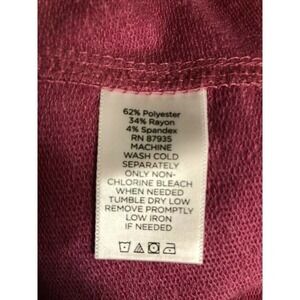 62% Polyester
34% Rayon
4% Spandex
RN 87935
MACHINE
WASH COLD
SEPARATELY
ONLY NON-
CHLORINE BLEACH
WHEN NEEDED
TUMBLE DRY LOW
REMOVE PROMPTLY
LOW IRON
IF NEEDED